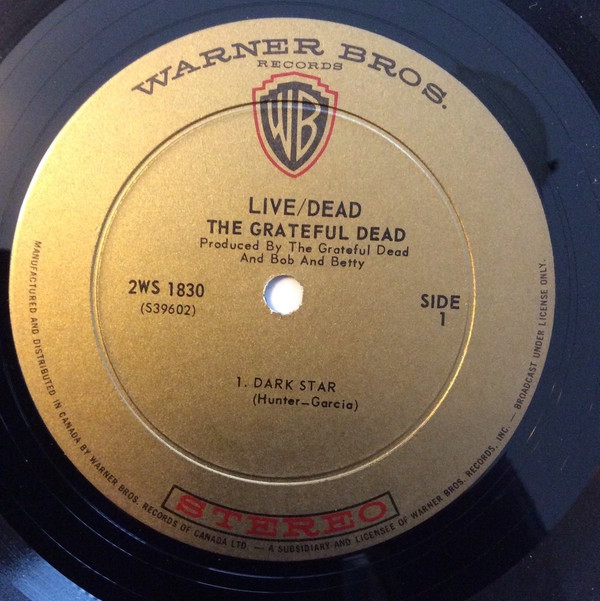 WARNER BROS.
RECORDS
WB
LIVE/DEAD
THE GRATEFUL DEAD
Produced By The Grateful Dead
And Bob And Betty
2WS 1830
(S39602)
SIDE
1
1. DARK STAR
(Hunter–Garcia)
STEREO
MANUFACTURED AND DISTRIBUTED IN CANADA BY WARNER BROS. RECORDS OF CANADA LTD. — A SUBSIDIARY AND LICENSEE OF WARNER BROS. RECORDS, INC. — BROADCAST UNDER LICENSE ONLY.